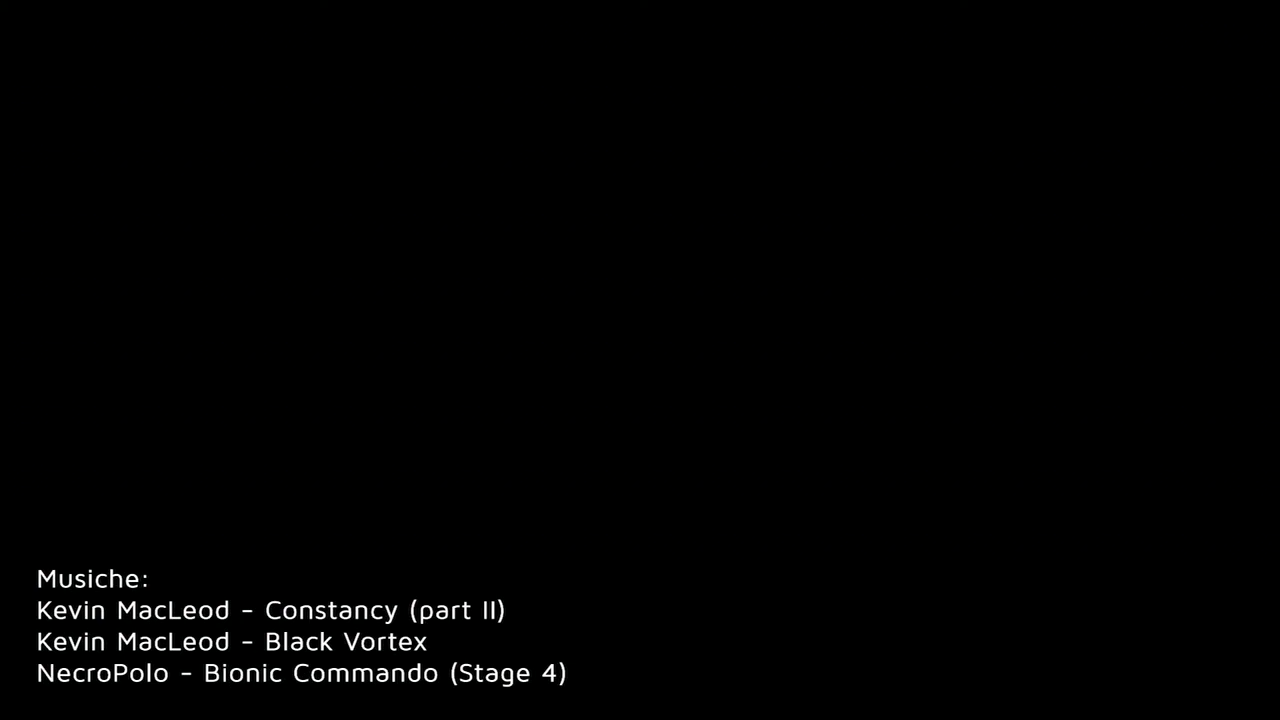 Musiche:
Kevin MacLeod - Constancy (part II)
Kevin MacLeod - Black Vortex
NecroPolo - Bionic Commando (Stage 4)